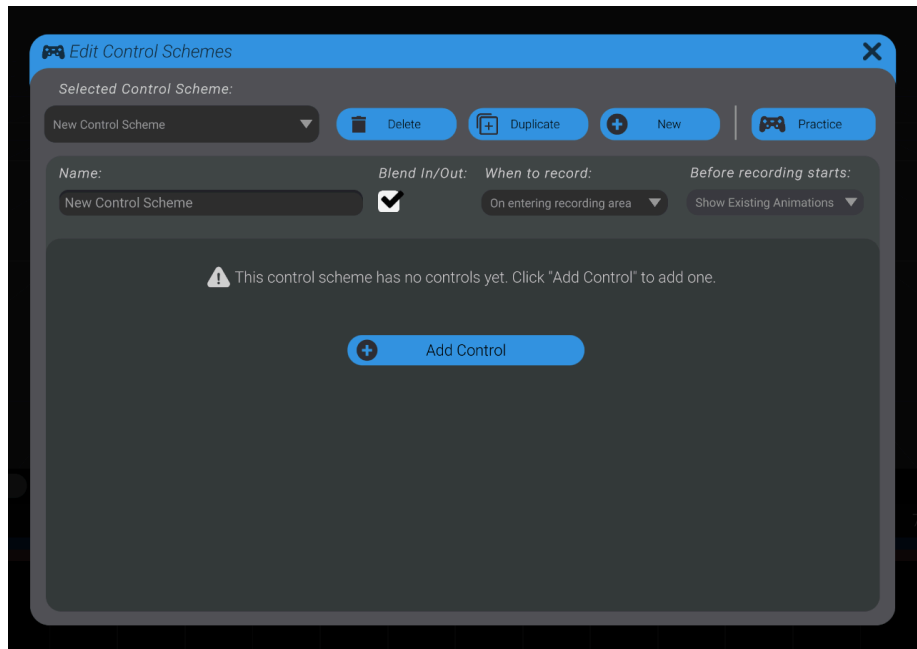 Edit Control Schemes
Selected Control Scheme:
New Control Scheme
Delete
Duplicate
New
Practice
Name:
Blend In/Out:
When to record:
Before recording starts:
New Control Scheme
On entering recording area
Show Existing Animations
This control scheme has no controls yet. Click "Add Control" to add one.
Add Control